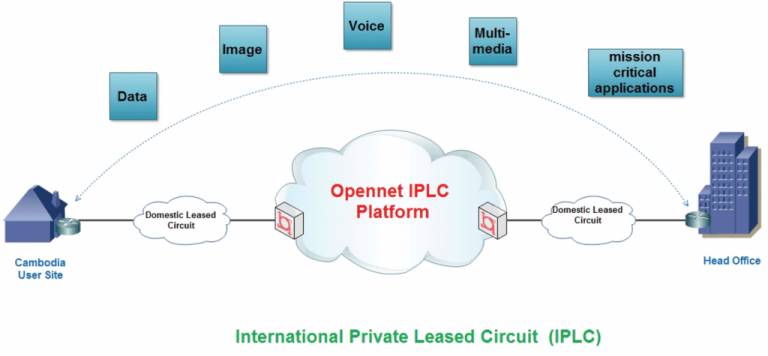 Data
Image
Voice
Multi-
media
mission
critical
applications
Opennet IPLC
Platform
Domestic Leased
Circuit
Domestic Leased
Circuit
Cambodia
User Site
Head Office
International Private Leased Circuit (IPLC)